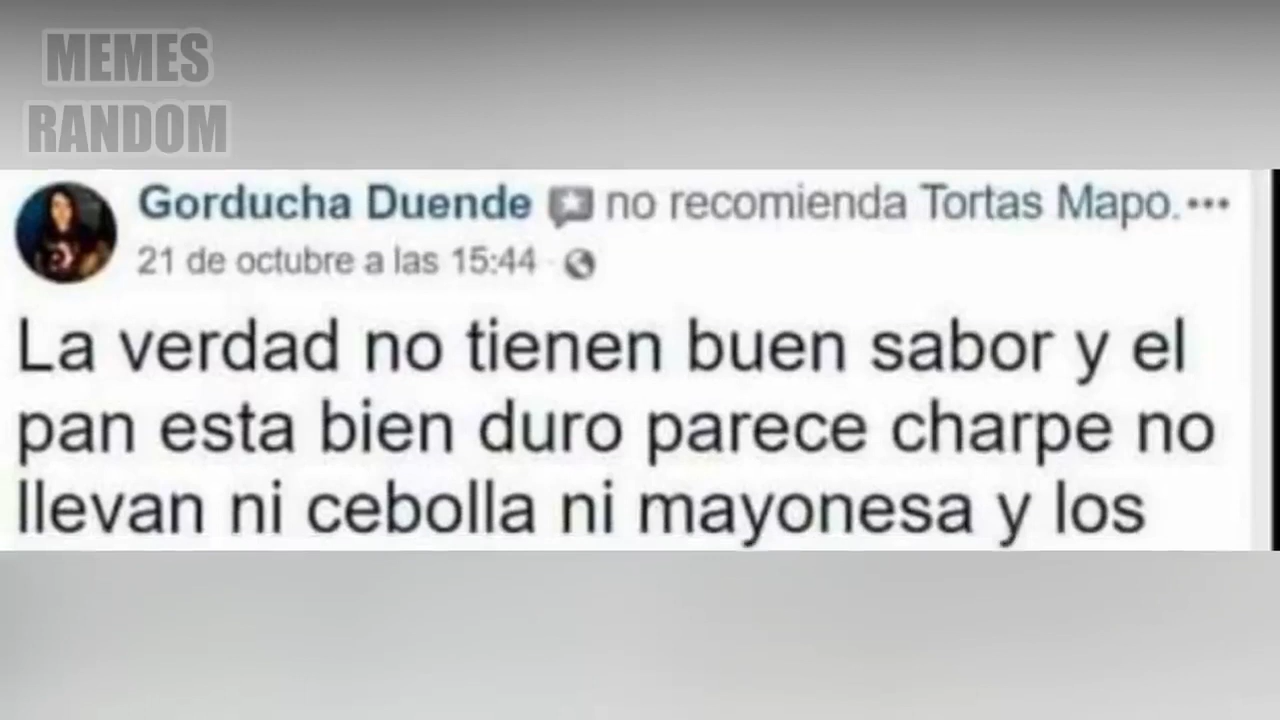 MEMES
RANDOM
Gorducha Duende no recomienda Tortas Mapo. •••
21 de octubre a las 15:44 ·
La verdad no tienen buen sabor y el
pan esta bien duro parece charpe no
llevan ni cebolla ni mayonesa y los